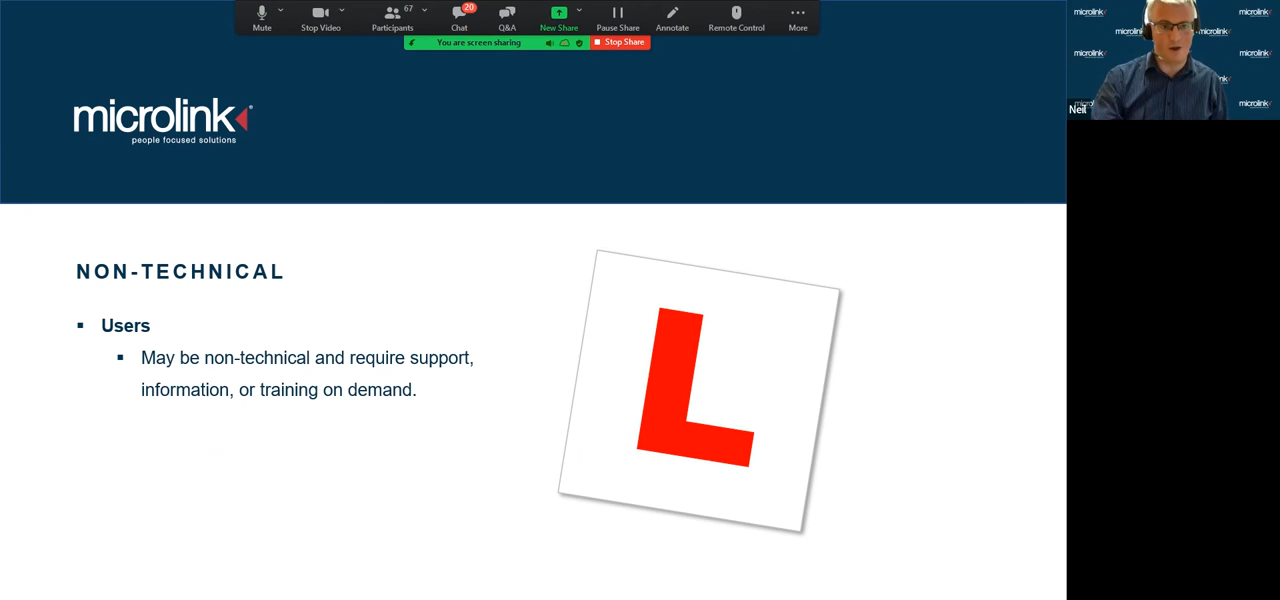 67
20
Mute
Stop Video
Participants
Chat
Q&A
New Share
Pause Share
Annotate
Remote Control
More
You are screen sharing
Stop Share
microlink
microlink
microlink
microlink
microlink
microlink
microlink
Neil
microlink®
people focused solutions
NON-TECHNICAL
▪ Users
▪ May be non-technical and require support,
information, or training on demand.
L